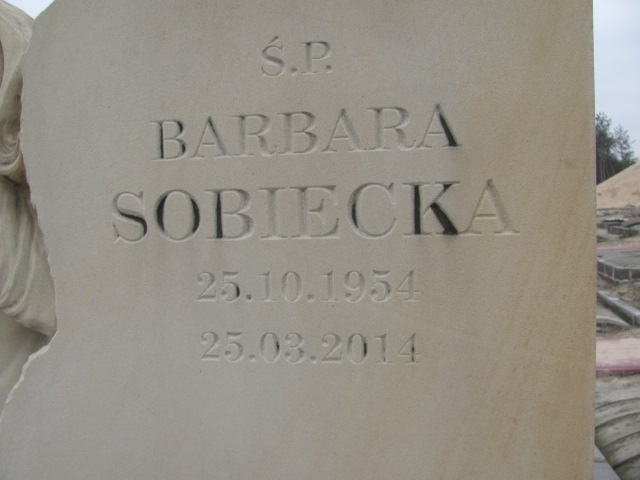 Ś.P.
BARBARA
SOBIECKA
25.10.1954
25.03.2014